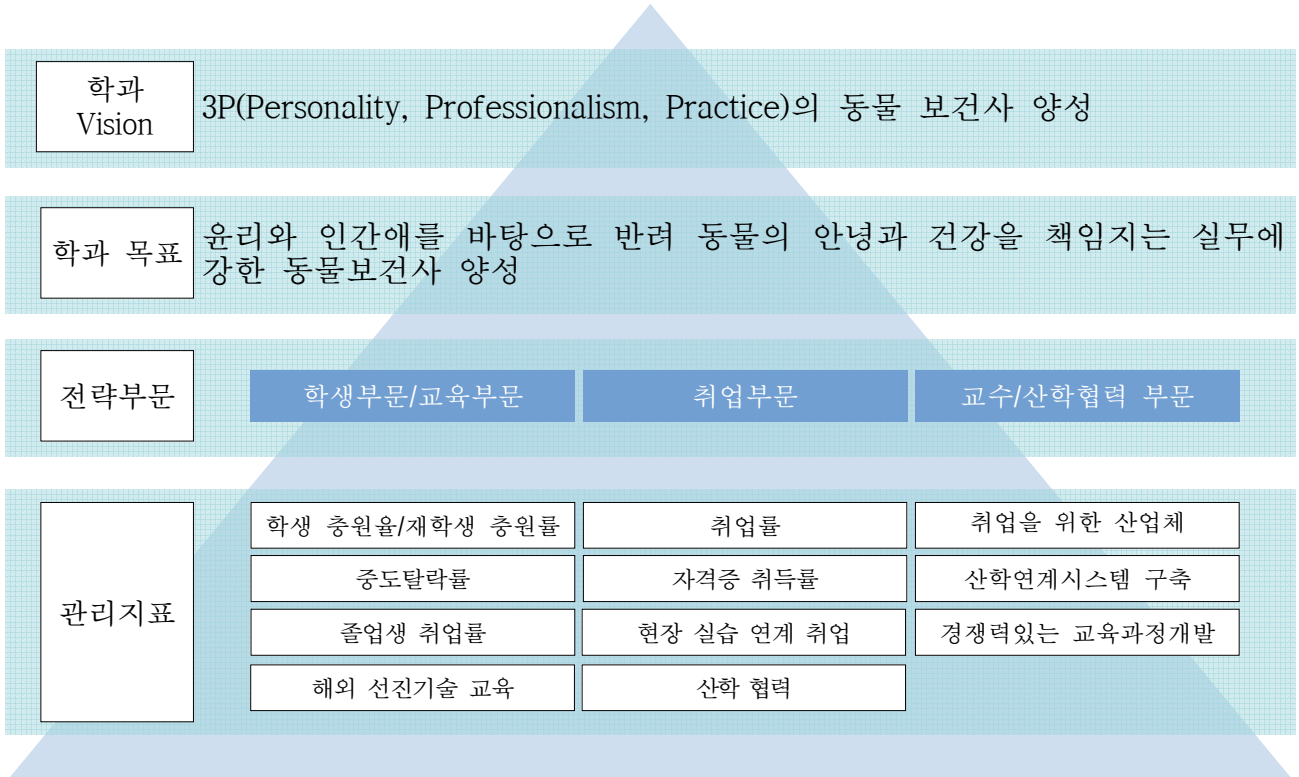 학과
Vision
3P(Personality, Professionalism, Practice)의 동물 보건사 양성
학과 목표
윤리와 인간애를 바탕으로 반려 동물의 안녕과 건강을 책임지는 실무에
강한 동물보건사 양성
전략부문
학생부문/교육부문
취업부문
교수/산학협력 부문
관리지표
학생 충원율/재학생 충원률
취업률
취업을 위한 산업체
중도탈락률
자격증 취득률
산학연계시스템 구축
졸업생 취업률
현장 실습 연계 취업
경쟁력있는 교육과정개발
해외 선진기술 교육
산학 협력